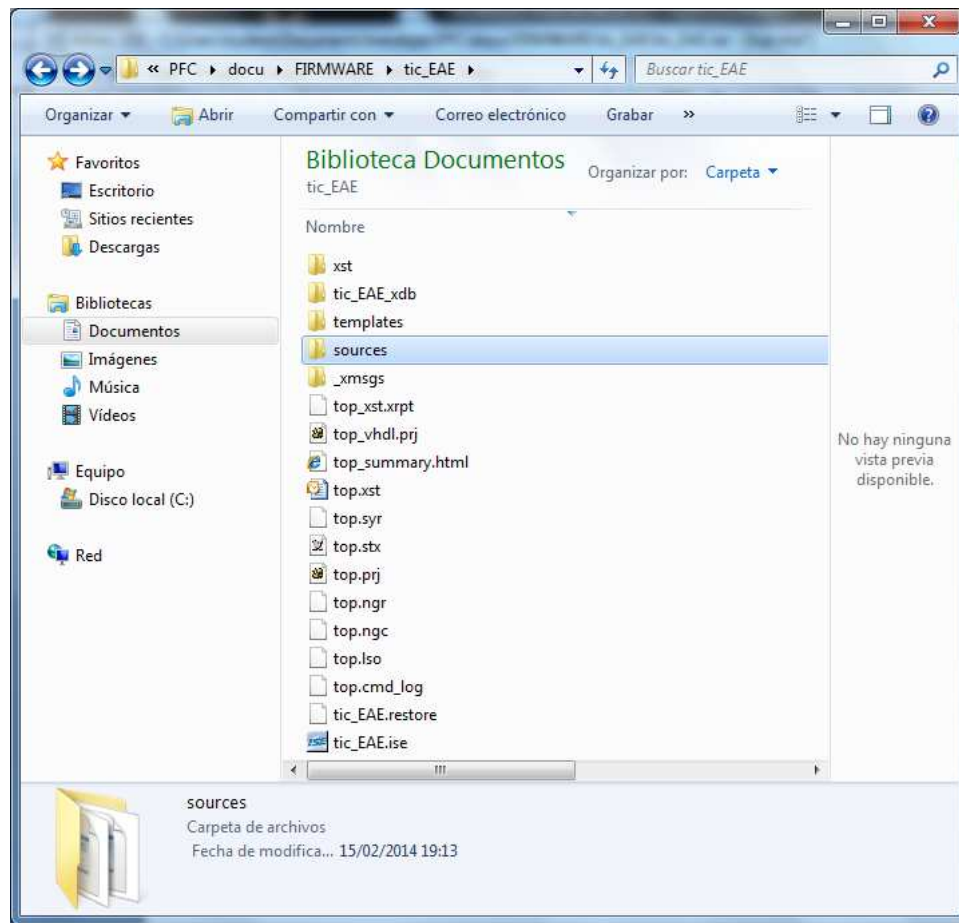 « PFC ▸ docu ▸ FIRMWARE ▸ tic_EAE ▸
Buscar tic_EAE
Organizar ▾ Abrir Compartir con ▾ Correo electrónico Grabar »
Favoritos
Escritorio
Sitios recientes
Descargas
Bibliotecas
Documentos
Imágenes
Música
Vídeos
Equipo
Disco local (C:)
Red
Biblioteca Documentos
tic_EAE
Organizar por: Carpeta ▾
Nombre
xst
tic_EAE_xdb
templates
sources
_xmsgs
top_xst.xrpt
top_vhdl.prj
top_summary.html
top.xst
top.syr
top.stx
top.prj
top.ngr
top.ngc
top.lso
top.cmd_log
tic_EAE.restore
tic_EAE.ise
No hay ninguna
vista previa
disponible.
sources
Carpeta de archivos
Fecha de modifica... 15/02/2014 19:13